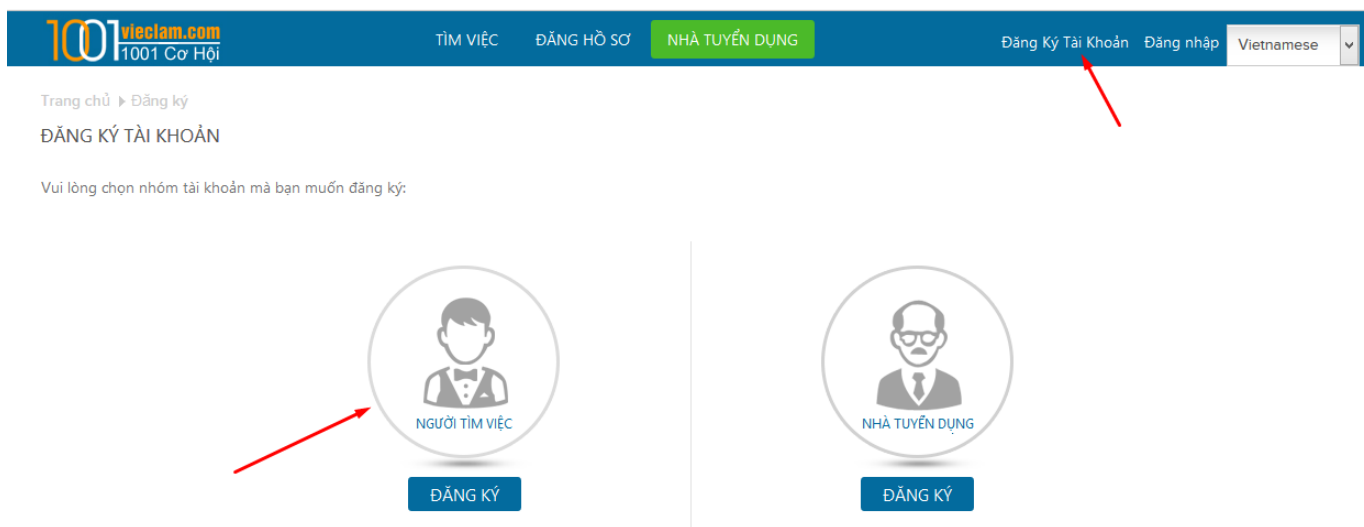 1001 vieclam.com
1001 Cơ Hội
TÌM VIỆC ĐĂNG HỒ SƠ NHÀ TUYỂN DỤNG Đăng Ký Tài Khoản Đăng nhập Vietnamese
Trang chủ Đăng ký
ĐĂNG KÝ TÀI KHOẢN
Vui lòng chọn nhóm tài khoản mà bạn muốn đăng ký:
NGƯỜI TÌM VIỆC NHÀ TUYỂN DỤNG
ĐĂNG KÝ ĐĂNG KÝ